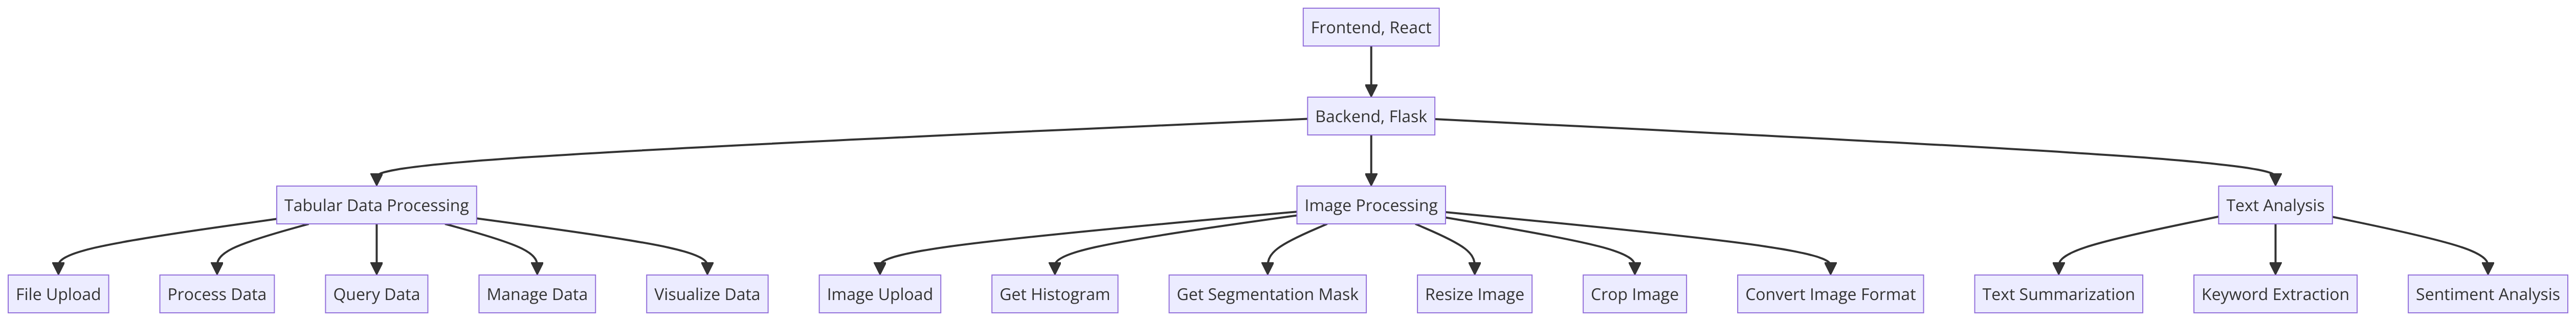 Frontend, React
Backend, Flask
Tabular Data Processing
Image Processing
Text Analysis
File Upload
Process Data
Query Data
Manage Data
Visualize Data
Image Upload
Get Histogram
Get Segmentation Mask
Resize Image
Crop Image
Convert Image Format
Text Summarization
Keyword Extraction
Sentiment Analysis